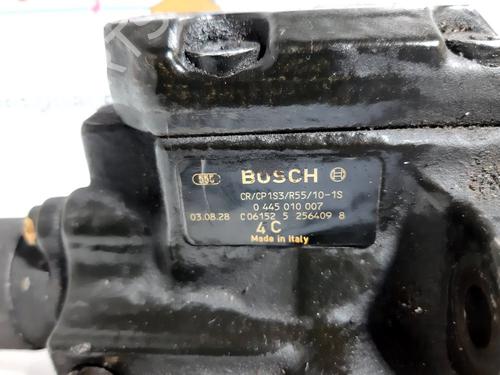 550 BOSCH
CR/CP1S3/R55/10-1S
0 445 010 007
03.08.28 C06152 5 256409 8
4 C
Made in Italy